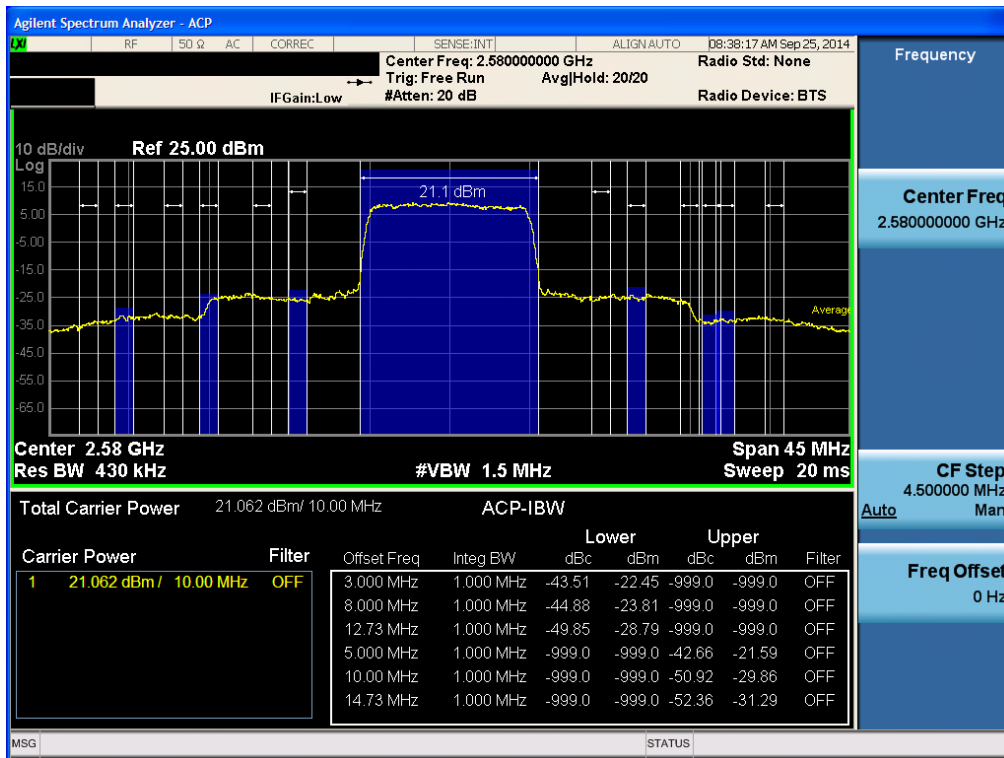 Agilent Spectrum Analyzer - ACP
LXI RF 50 Ω AC CORREC SENSE:INT ALIGN AUTO 08:38:17 AM Sep 25, 2014
Center Freq: 2.580000000 GHz Radio Std: None
Trig: Free Run Avg|Hold: 20/20
IFGain:Low #Atten: 20 dB Radio Device: BTS
Frequency
10 dB/div Ref 25.00 dBm
Log
15.0
5.00
-5.00
-15.0
-25.0
-35.0
-45.0
-55.0
-65.0
21.1 dBm
Average
Center 2.58 GHz Span 45 MHz
Res BW 430 kHz #VBW 1.5 MHz Sweep 20 ms
Center Freq
2.580000000 GHz
CF Step
4.500000 MHz
Auto Man
Freq Offset
0 Hz
Total Carrier Power 21.062 dBm/ 10.00 MHz ACP-IBW
Lower Upper
Carrier Power Filter Offset Freq Integ BW dBc dBm dBc dBm Filter
1 21.062 dBm / 10.00 MHz OFF
3.000 MHz 1.000 MHz -43.51 -22.45 -999.0 -999.0 OFF
8.000 MHz 1.000 MHz -44.88 -23.81 -999.0 -999.0 OFF
12.73 MHz 1.000 MHz -49.85 -28.79 -999.0 -999.0 OFF
5.000 MHz 1.000 MHz -999.0 -999.0 -42.66 -21.59 OFF
10.00 MHz 1.000 MHz -999.0 -999.0 -50.92 -29.86 OFF
14.73 MHz 1.000 MHz -999.0 -999.0 -52.36 -31.29 OFF
MSG STATUS